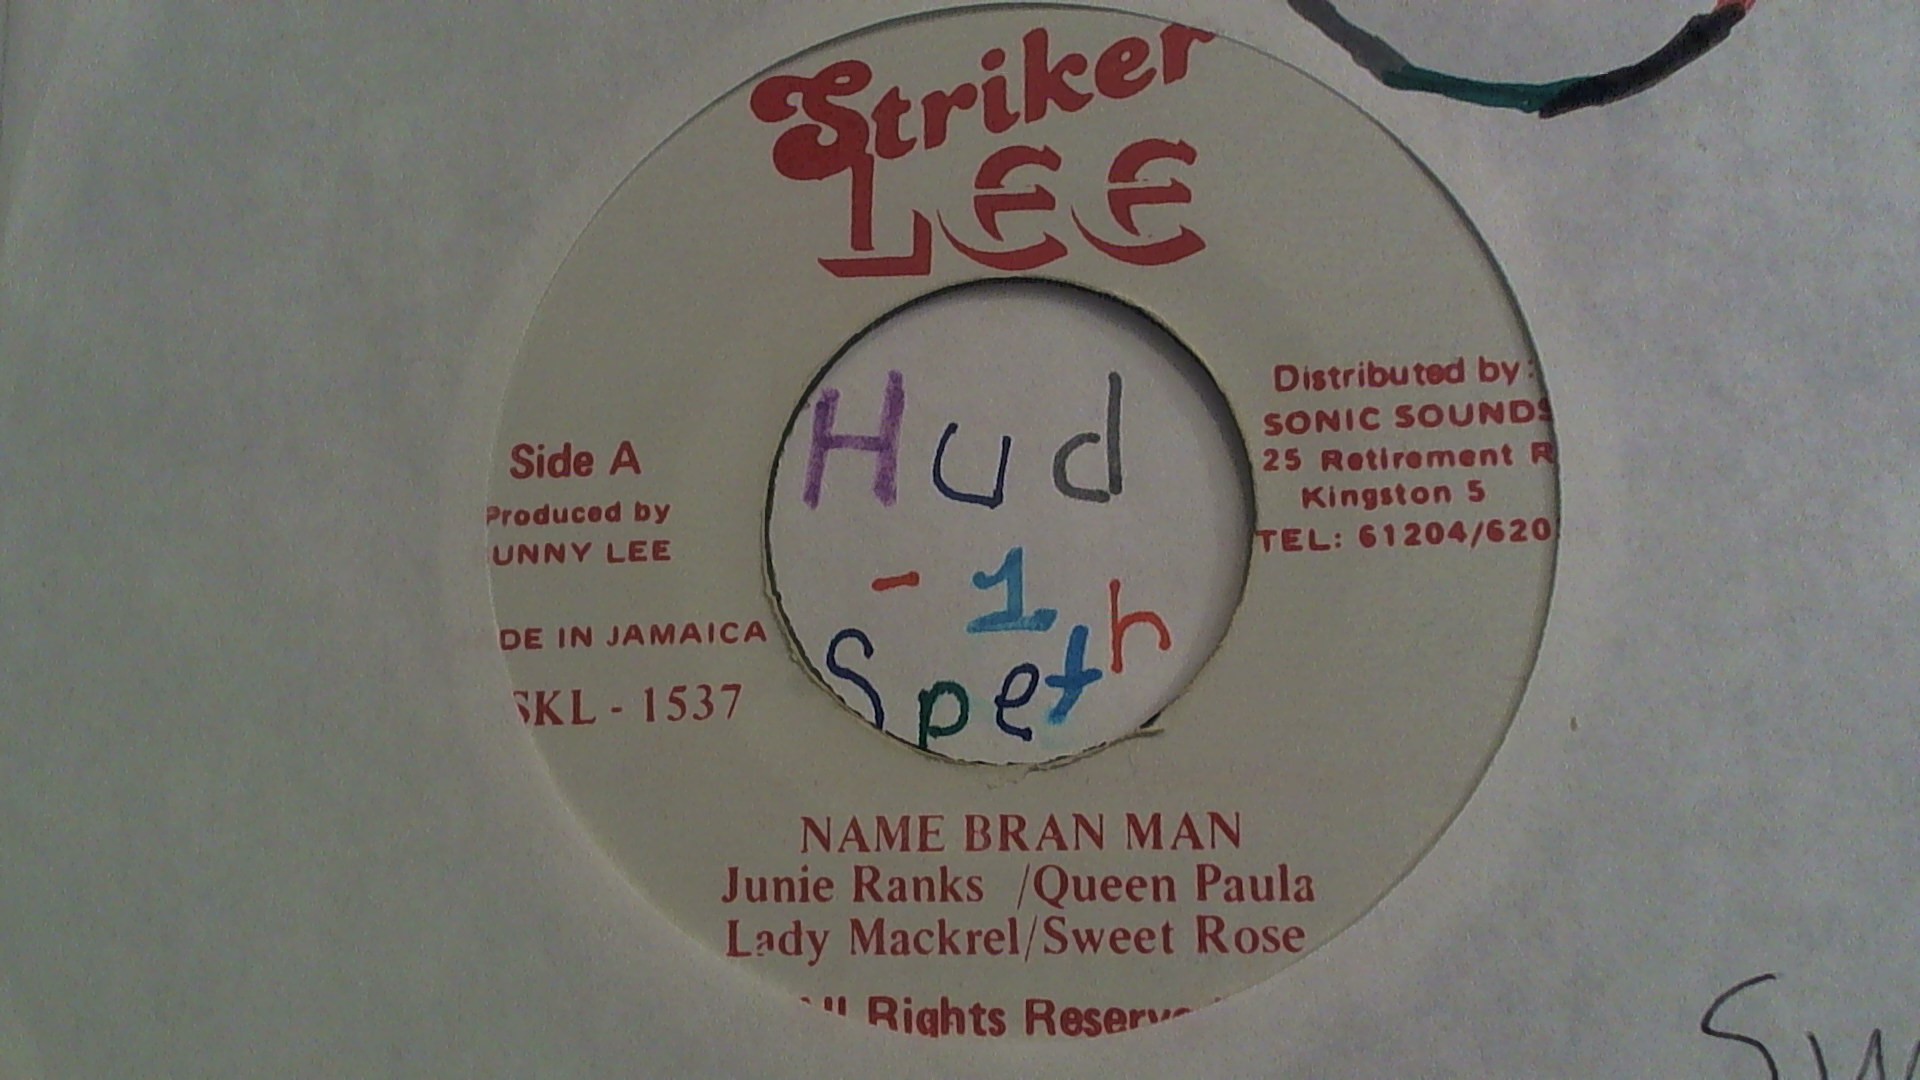 Striker
LEE
Hud
- 1
Speth
Side A
Produced by
UNNY LEE
DE IN JAMAICA
SKL - 1537
Distributed by:
SONIC SOUNDS
25 Retirement R
Kingston 5
TEL: 61204/620
NAME BRAN MAN
Junie Ranks /Queen Paula
Lady Mackrel/Sweet Rose
All Rights Reserve